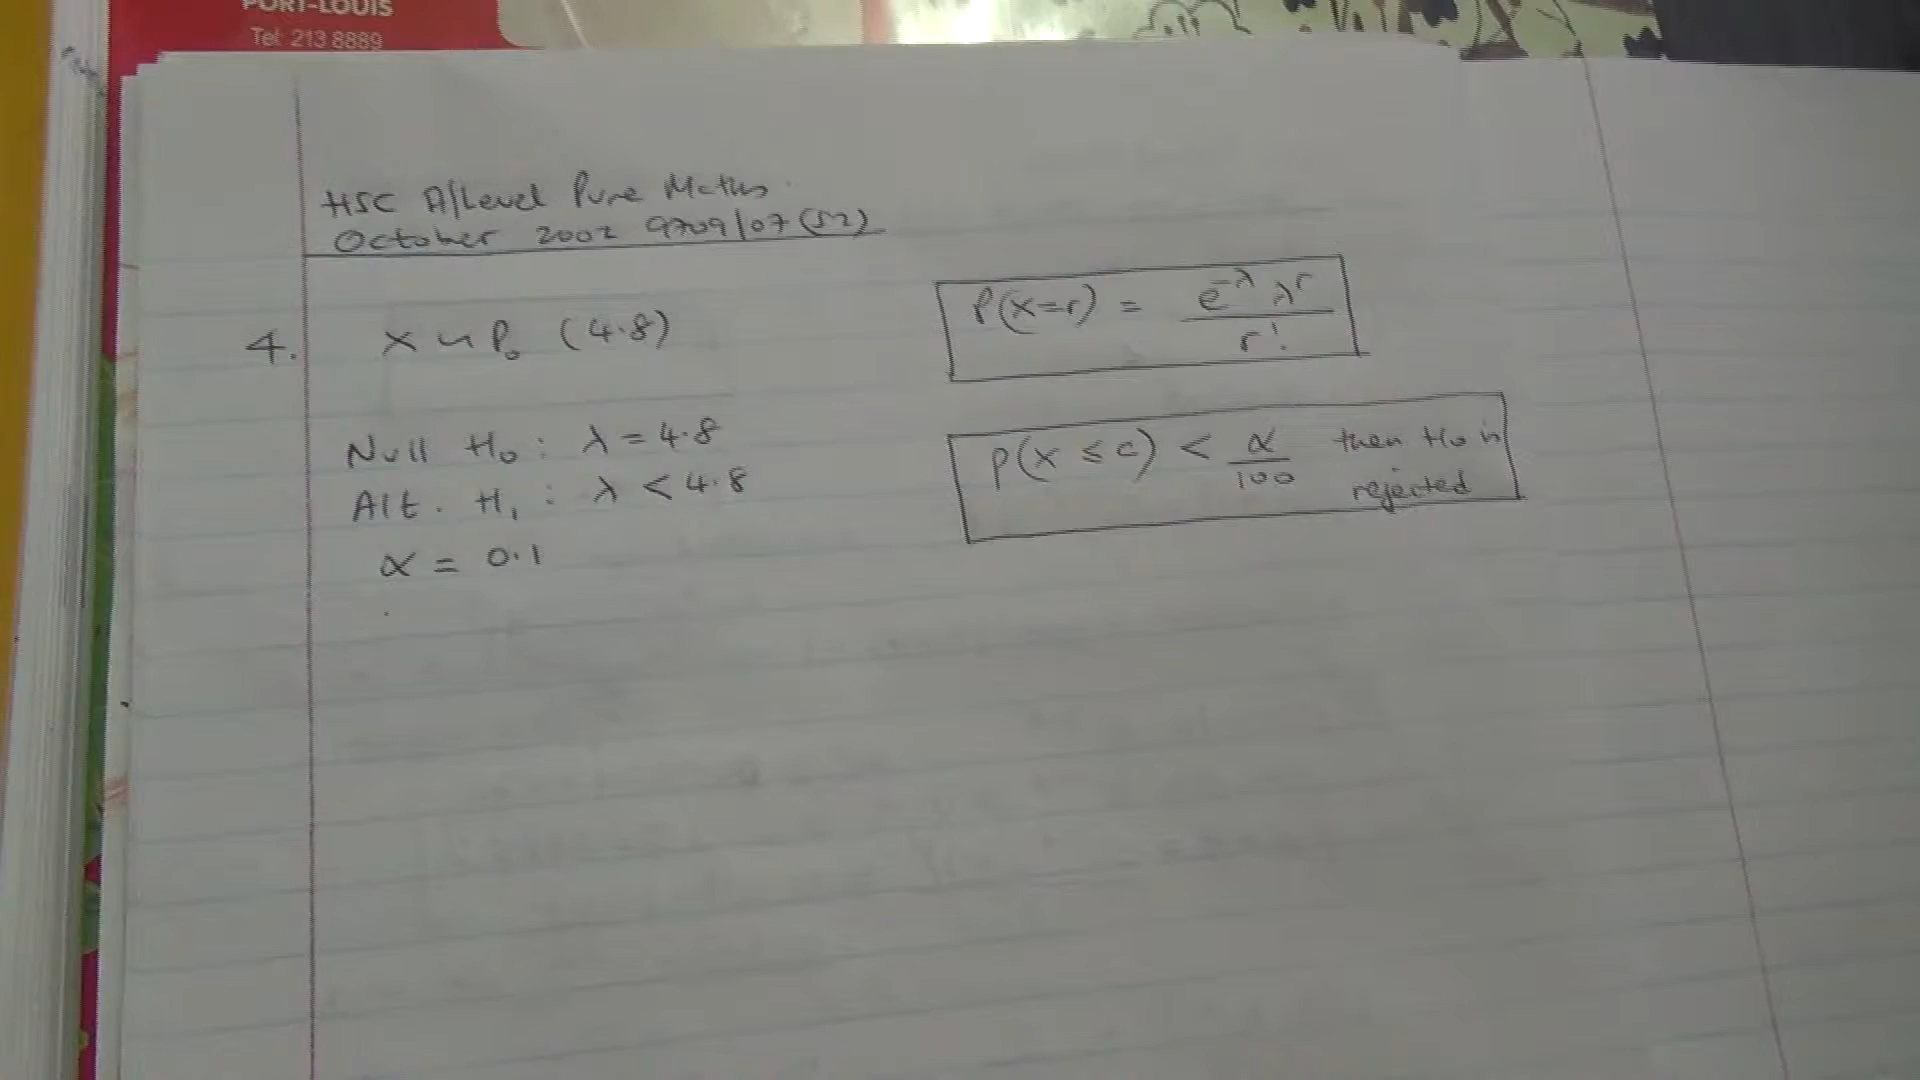 PORT-LOUIS
Tel: 213 8889
HSC A/Level Pure Maths
October 2002 9709/07 (S2)
4. X ~ Po (4.8)
P(X=r) = e^-λ λ^r / r!
Null H₀ : λ = 4.8
Alt. H₁ : λ < 4.8
α = 0.1
P(X ≤ c) < α/100 then H₀ is
rejected